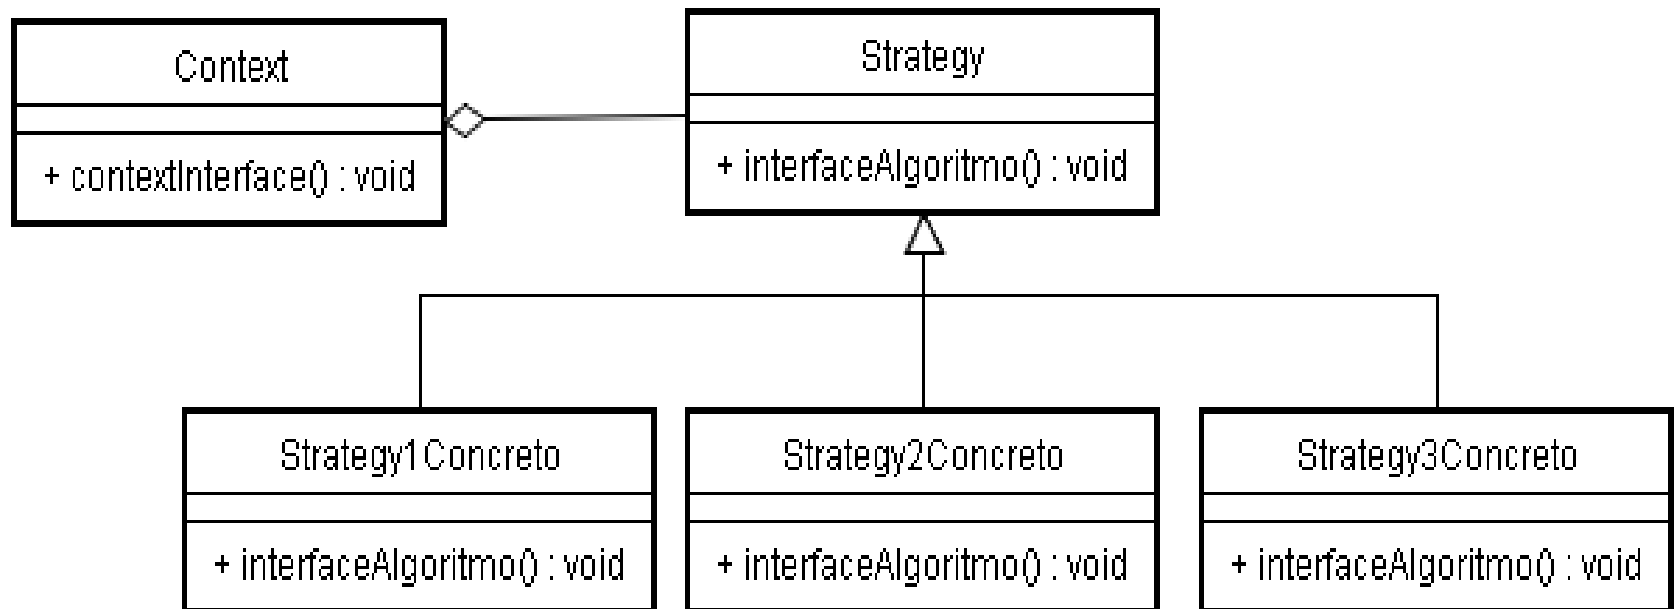 Context
+ contextInterface() : void
Strategy
+ interfaceAlgoritmo() : void
Strategy1Concreto
+ interfaceAlgoritmo() : void
Strategy2Concreto
+ interfaceAlgoritmo() : void
Strategy3Concreto
+ interfaceAlgoritmo() : void